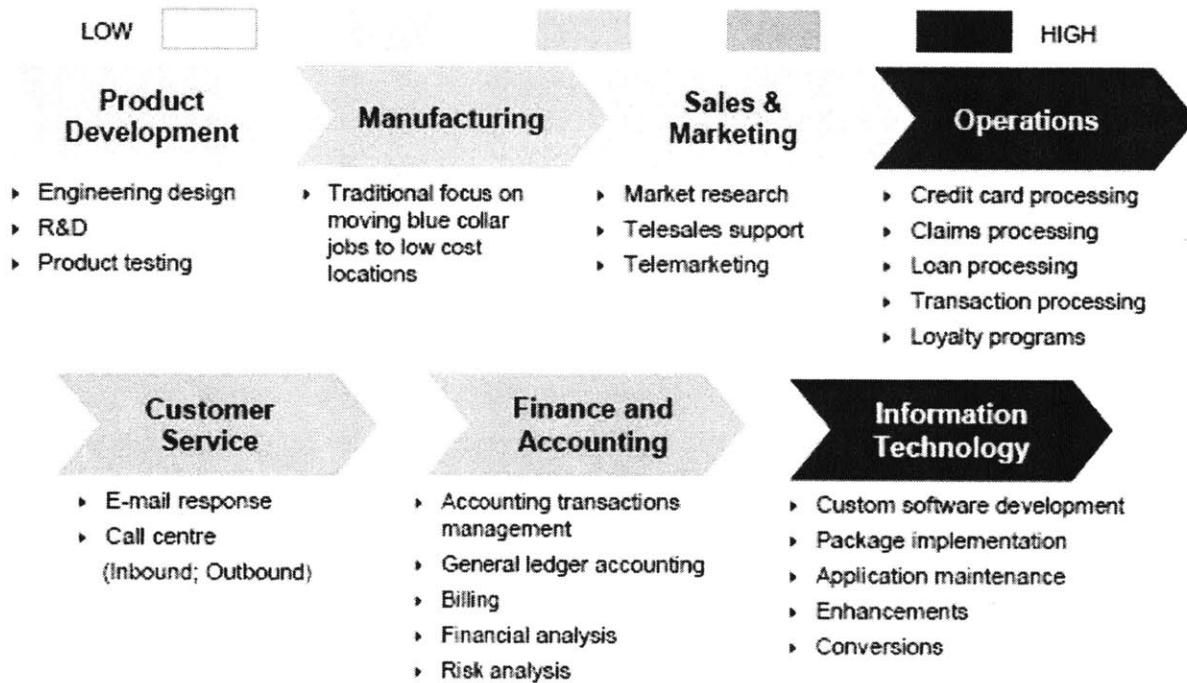 LOW
HIGH
Product
Development
Manufacturing
Sales &
Marketing
Operations
Engineering design
R&D
Product testing
Traditional focus on
moving blue collar
jobs to low cost
locations
Market research
Telesales support
Telemarketing
Credit card processing
Claims processing
Loan processing
Transaction processing
Loyalty programs
Customer
Service
Finance and
Accounting
Information
Technology
E-mail response
Call centre
(Inbound; Outbound)
Accounting transactions
management
General ledger accounting
Billing
Financial analysis
Risk analysis
Custom software development
Package implementation
Application maintenance
Enhancements
Conversions